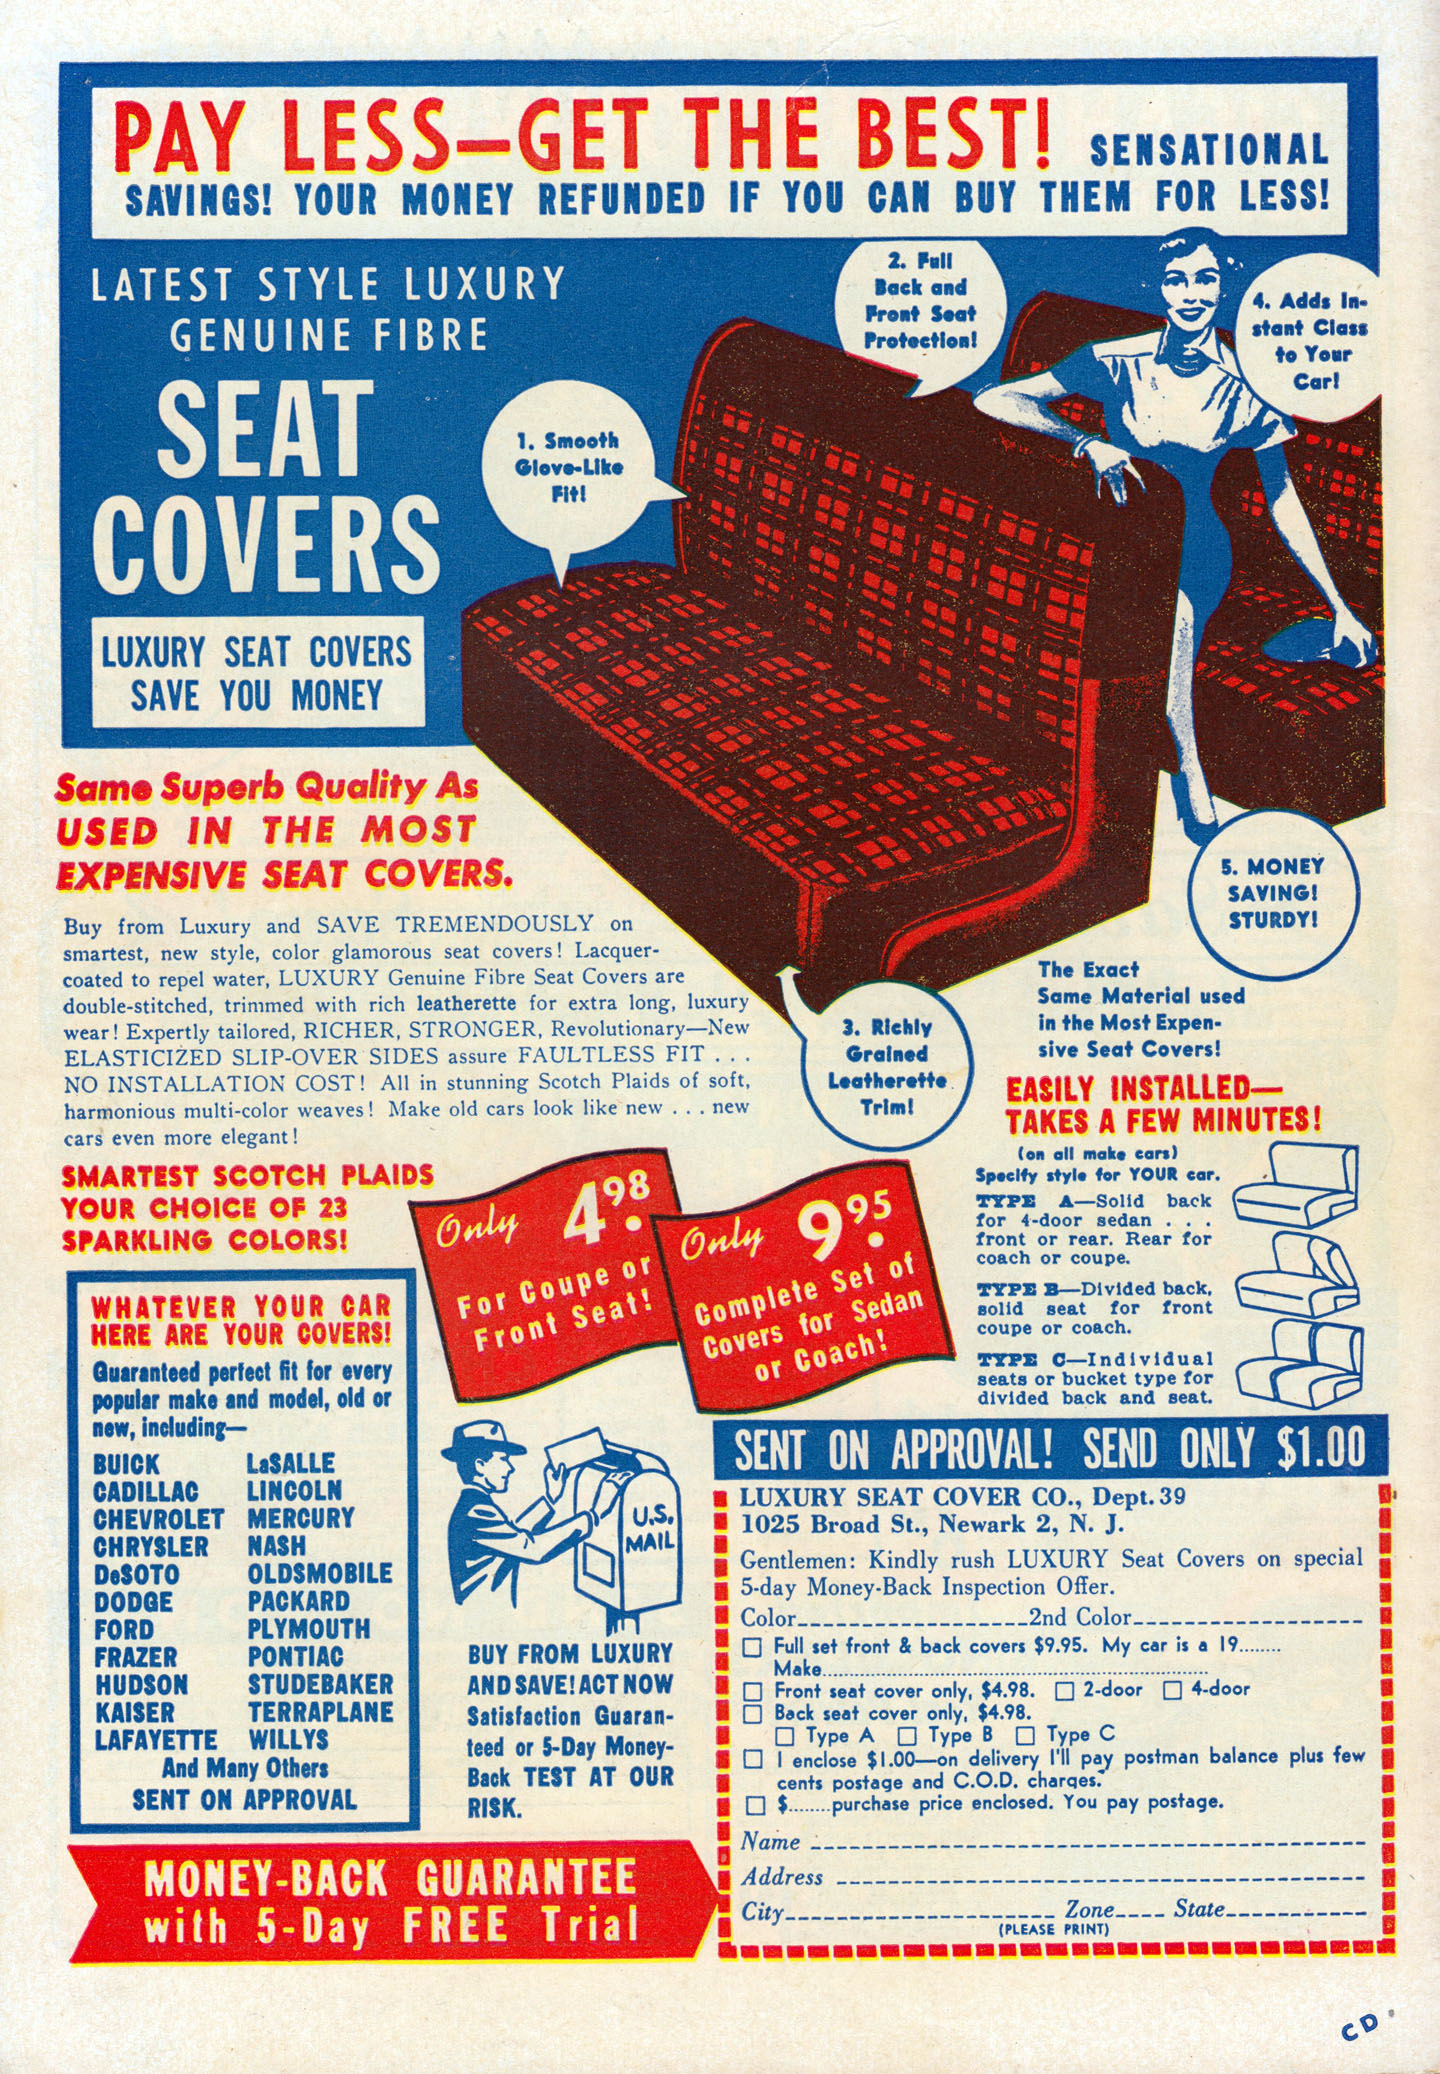 PAY LESS—GET THE BEST! SENSATIONAL
SAVINGS! YOUR MONEY REFUNDED IF YOU CAN BUY THEM FOR LESS!
LATEST STYLE LUXURY
GENUINE FIBRE
SEAT
COVERS
LUXURY SEAT COVERS
SAVE YOU MONEY
1. Smooth
Glove-Like
Fit!
2. Full
Back and
Front Seat
Protection!
4. Adds In-
stant Class
to Your
Car!
5. MONEY
SAVING!
STURDY!
3. Richly
Grained
Leatherette
Trim!
Same Superb Quality As
USED IN THE MOST
EXPENSIVE SEAT COVERS.
Buy from Luxury and SAVE TREMENDOUSLY on
smartest, new style, color glamorous seat covers! Lacquer-
coated to repel water, LUXURY Genuine Fibre Seat Covers are
double-stitched, trimmed with rich leatherette for extra long, luxury
wear! Expertly tailored, RICHER, STRONGER, Revolutionary—New
ELASTICIZED SLIP-OVER SIDES assure FAULTLESS FIT . . .
NO INSTALLATION COST! All in stunning Scotch Plaids of soft,
harmonious multi-color weaves! Make old cars look like new . . . new
cars even more elegant!
The Exact
Same Material used
in the Most Expen-
sive Seat Covers!
EASILY INSTALLED—
TAKES A FEW MINUTES!
(on all make cars)
Specify style for YOUR car.
TYPE A—Solid back
for 4-door sedan . . .
front or rear. Rear for
coach or coupe.
TYPE B—Divided back,
solid seat for front
coupe or coach.
TYPE C—Individual
seats or bucket type for
divided back and seat.
SMARTEST SCOTCH PLAIDS
YOUR CHOICE OF 23
SPARKLING COLORS!
Only 4.98
For Coupe or
Front Seat!
Only 9.95
Complete Set of
Covers for Sedan
or Coach!
WHATEVER YOUR CAR
HERE ARE YOUR COVERS!
Guaranteed perfect fit for every
popular make and model, old or
new, including—
BUICK LaSALLE
CADILLAC LINCOLN
CHEVROLET MERCURY
CHRYSLER NASH
DeSOTO OLDSMOBILE
DODGE PACKARD
FORD PLYMOUTH
FRAZER PONTIAC
HUDSON STUDEBAKER
KAISER TERRAPLANE
LAFAYETTE WILLYS
And Many Others
SENT ON APPROVAL
U.S.
MAIL
BUY FROM LUXURY
AND SAVE! ACT NOW
Satisfaction Guaran-
teed or 5-Day Money-
Back TEST AT OUR
RISK.
MONEY-BACK GUARANTEE
with 5-Day FREE Trial
SENT ON APPROVAL! SEND ONLY $1.00
LUXURY SEAT COVER CO., Dept. 39
1025 Broad St., Newark 2, N. J.
Gentlemen: Kindly rush LUXURY Seat Covers on special
5-day Money-Back Inspection Offer.
Color____________________2nd Color____________________
☐ Full set front & back covers $9.95. My car is a 19........
Make............................................................
☐ Front seat cover only, $4.98. ☐ 2-door ☐ 4-door
☐ Back seat cover only, $4.98.
☐ Type A ☐ Type B ☐ Type C
☐ I enclose $1.00—on delivery I'll pay postman balance plus few
cents postage and C.O.D. charges.
☐ $........purchase price enclosed. You pay postage.
Name ____________________
Address ____________________
City____________________ Zone____ State____________
(PLEASE PRINT)
CD